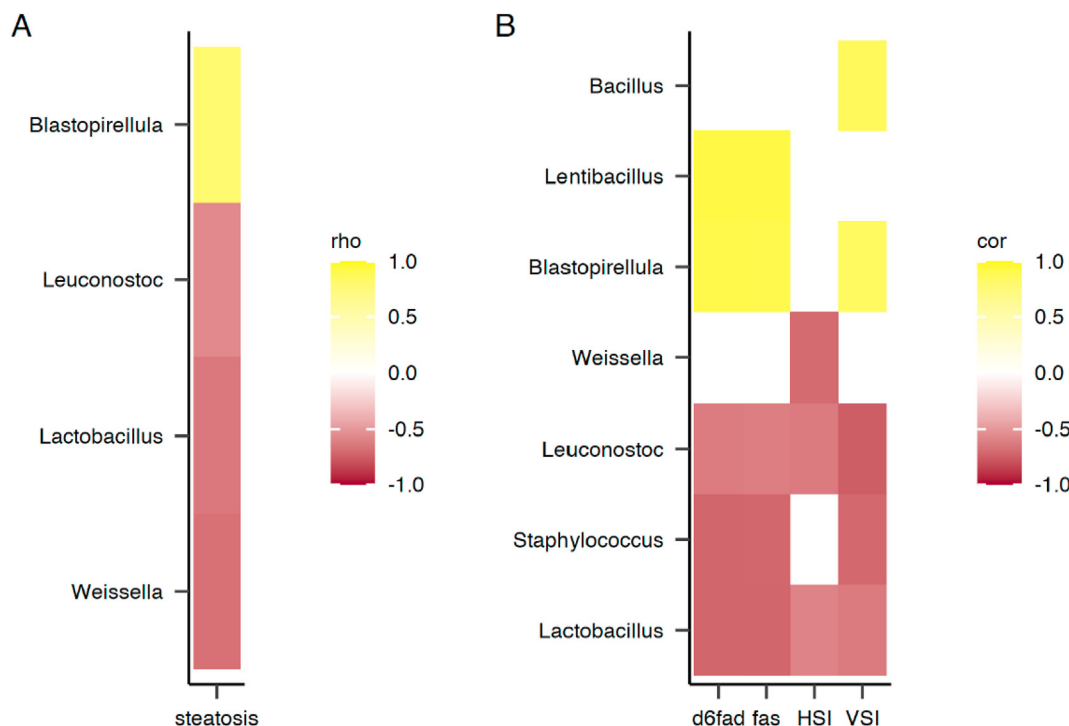 A
Blastopirellula
Leuconostoc
Lactobacillus
Weissella
steatosis
rho
1.0
0.5
0.0
-0.5
-1.0
B
Bacillus
Lentibacillus
Blastopirellula
Weissella
Leuconostoc
Staphylococcus
Lactobacillus
d6fad fas HSI VSI
cor
1.0
0.5
0.0
-0.5
-1.0